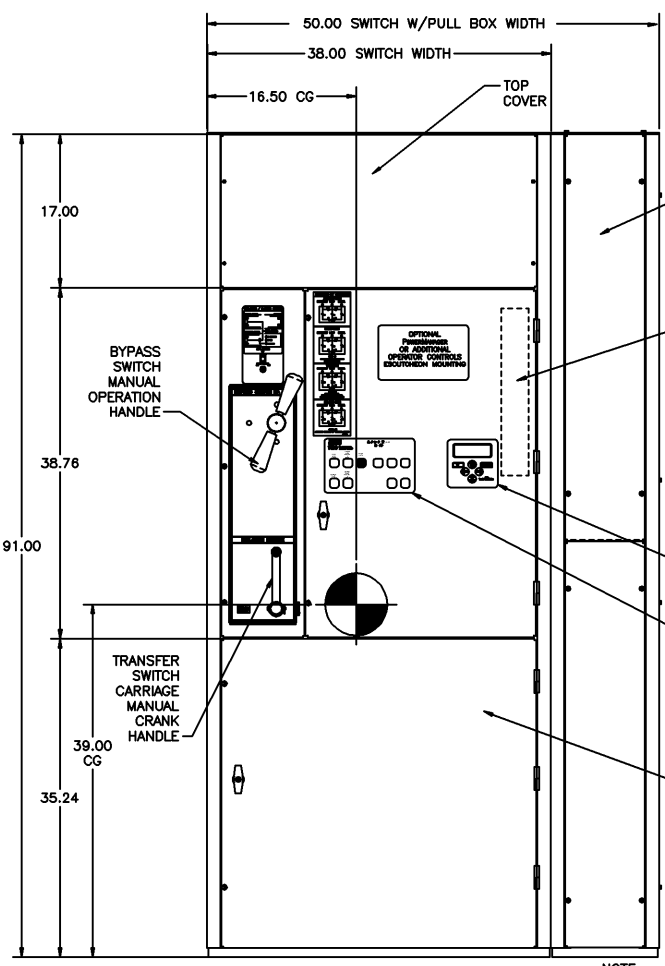 50.00 SWITCH W/PULL BOX WIDTH
38.00 SWITCH WIDTH
16.50 CG
TOP
COVER
17.00
OPTIONAL
POWERMANAGER
OR ADDITIONAL
OPERATOR CONTROLS
ESCUTCHEON MOUNTING
BYPASS
SWITCH
MANUAL
OPERATION
HANDLE
38.76
91.00
TRANSFER
SWITCH
CARRIAGE
MANUAL
CRANK
HANDLE
39.00
CG
35.24
NOTE